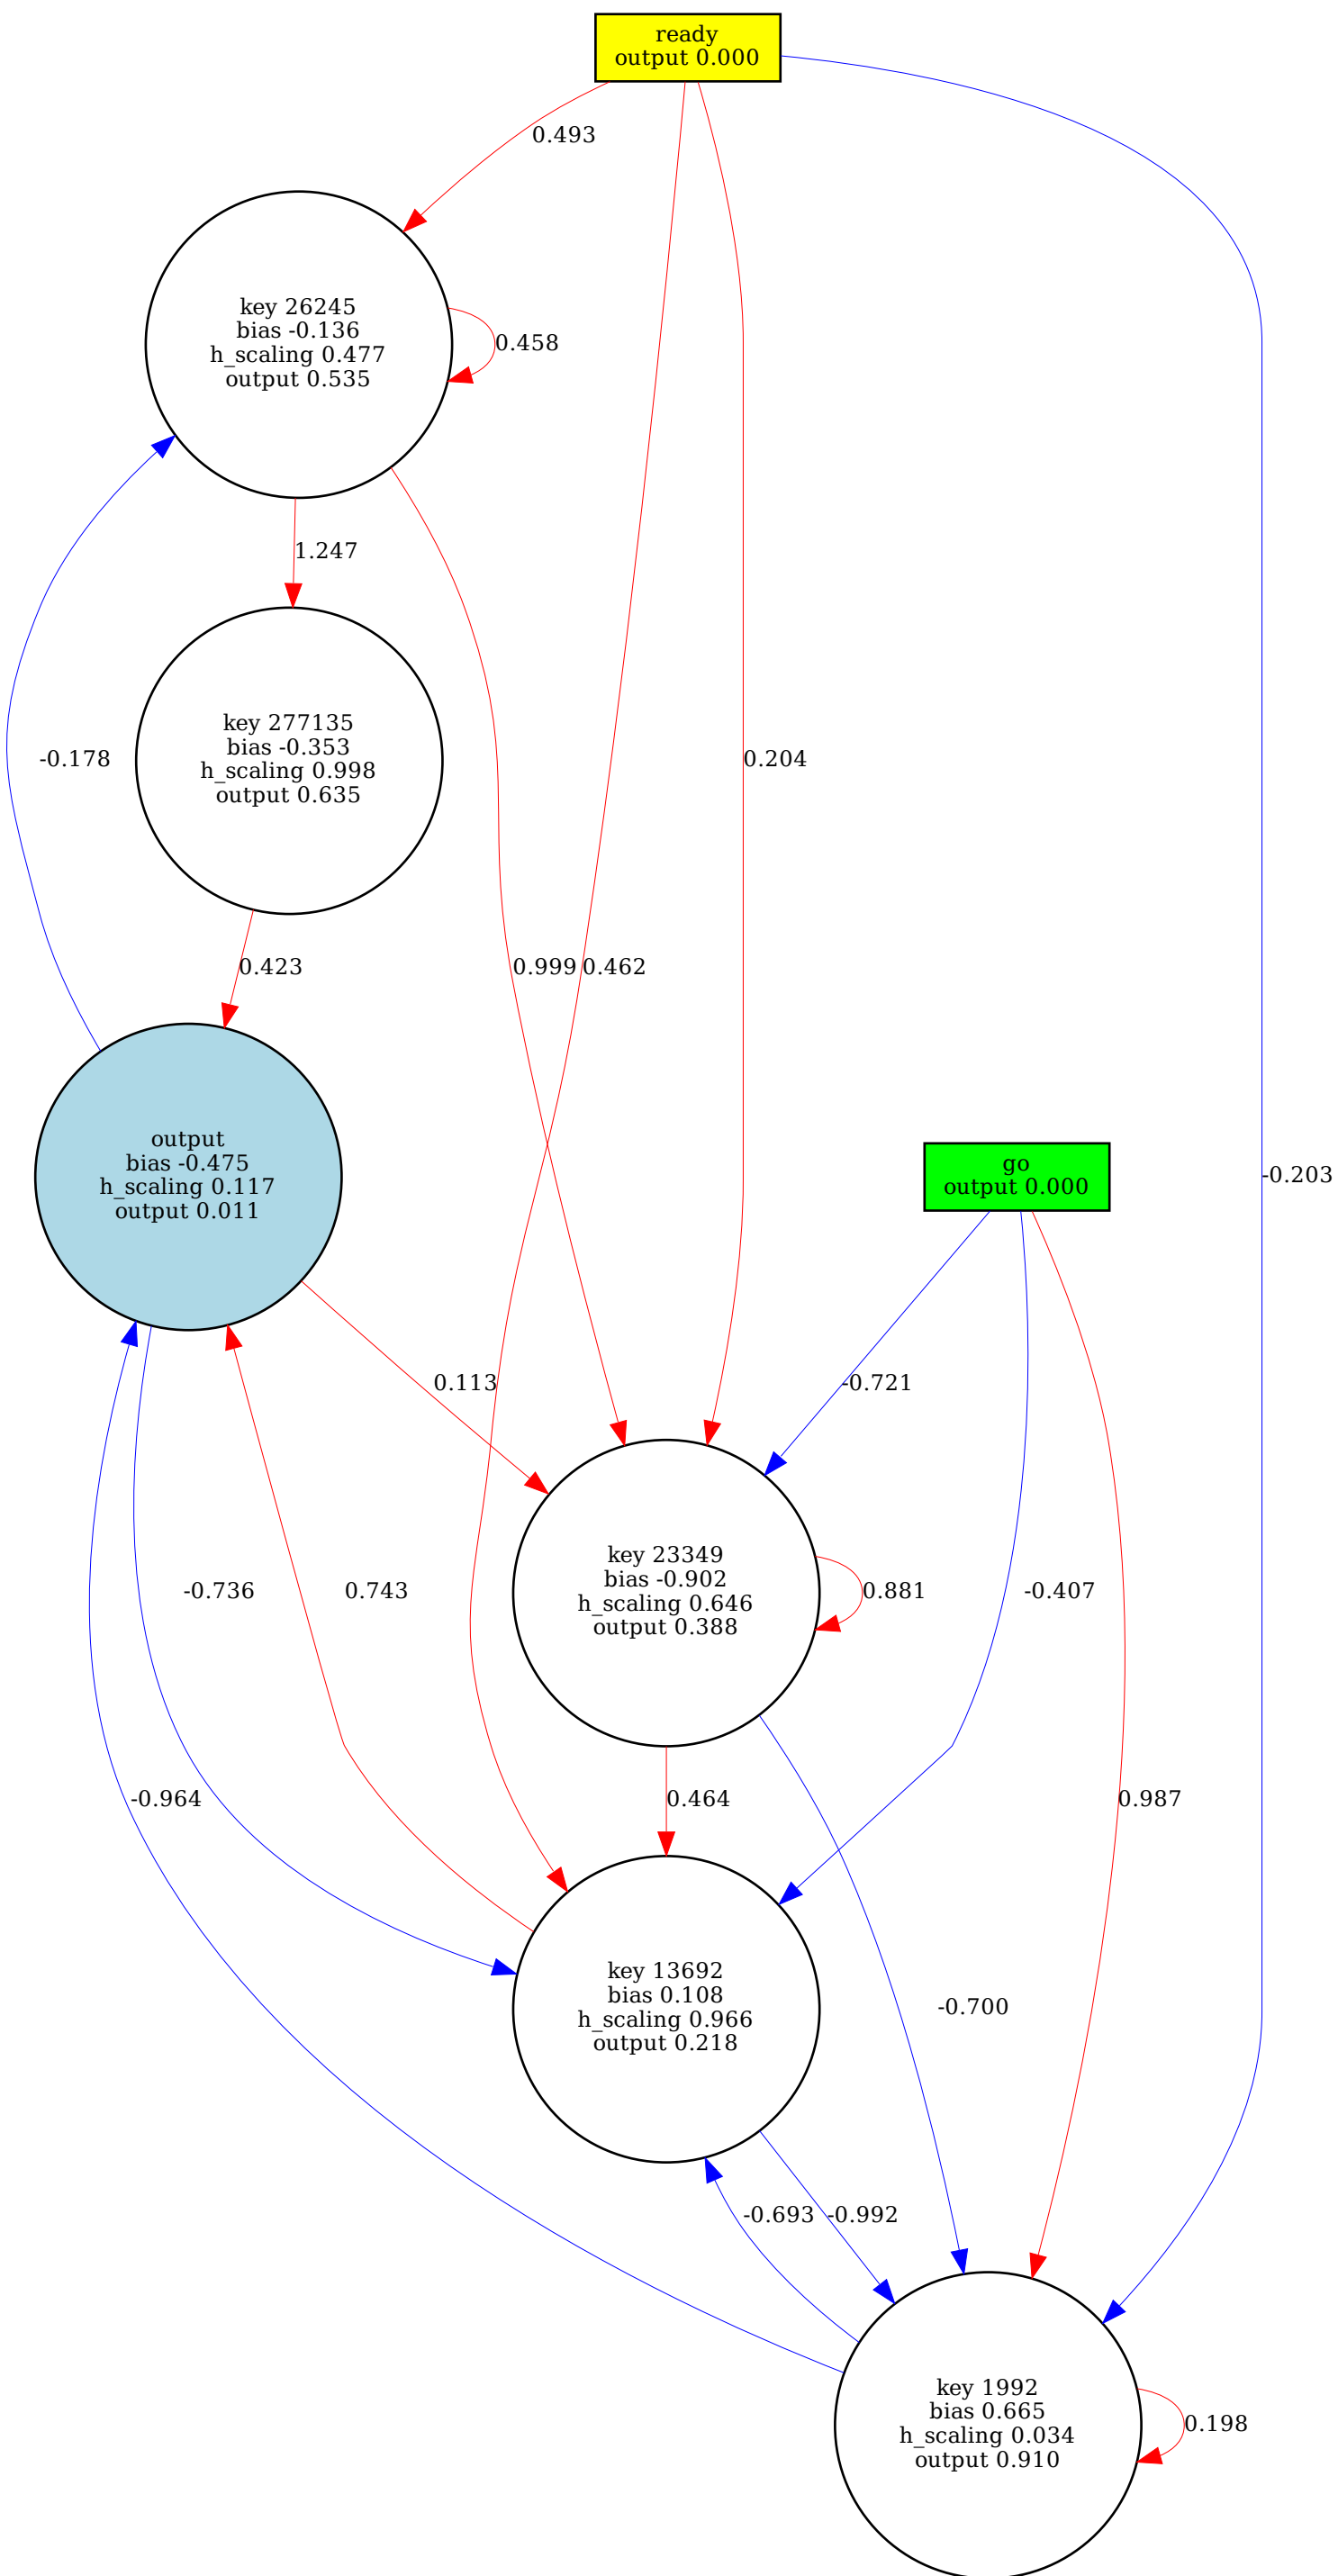 ready
output 0.000
0.493
key 26245
bias -0.136
h_scaling 0.477
output 0.535
0.458
1.247
key 277135
bias -0.353
h_scaling 0.998
output 0.635
-0.178
0.204
0.423
0.999
0.462
output
bias -0.475
h_scaling 0.117
output 0.011
go
output 0.000
-0.203
0.113
-0.721
key 23349
bias -0.902
h_scaling 0.646
output 0.388
-0.736
0.743
0.881
-0.407
-0.964
0.464
0.987
key 13692
bias 0.108
h_scaling 0.966
output 0.218
-0.700
-0.693
-0.992
key 1992
bias 0.665
h_scaling 0.034
output 0.910
0.198